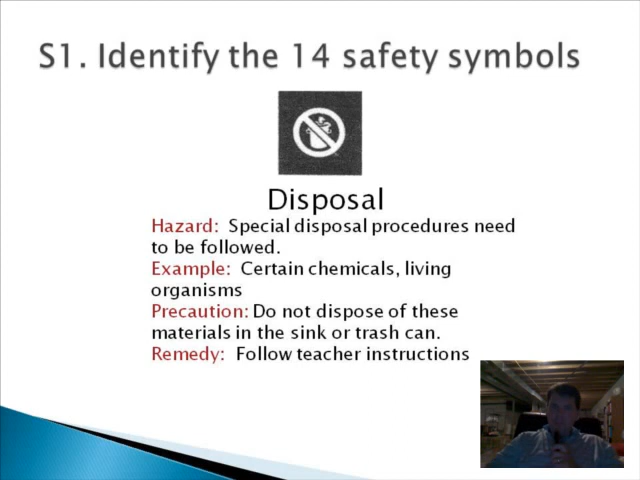 S1. Identify the 14 safety symbols
Disposal
Hazard: Special disposal procedures need
to be followed.
Example: Certain chemicals, living
organisms
Precaution: Do not dispose of these
materials in the sink or trash can.
Remedy: Follow teacher instructions